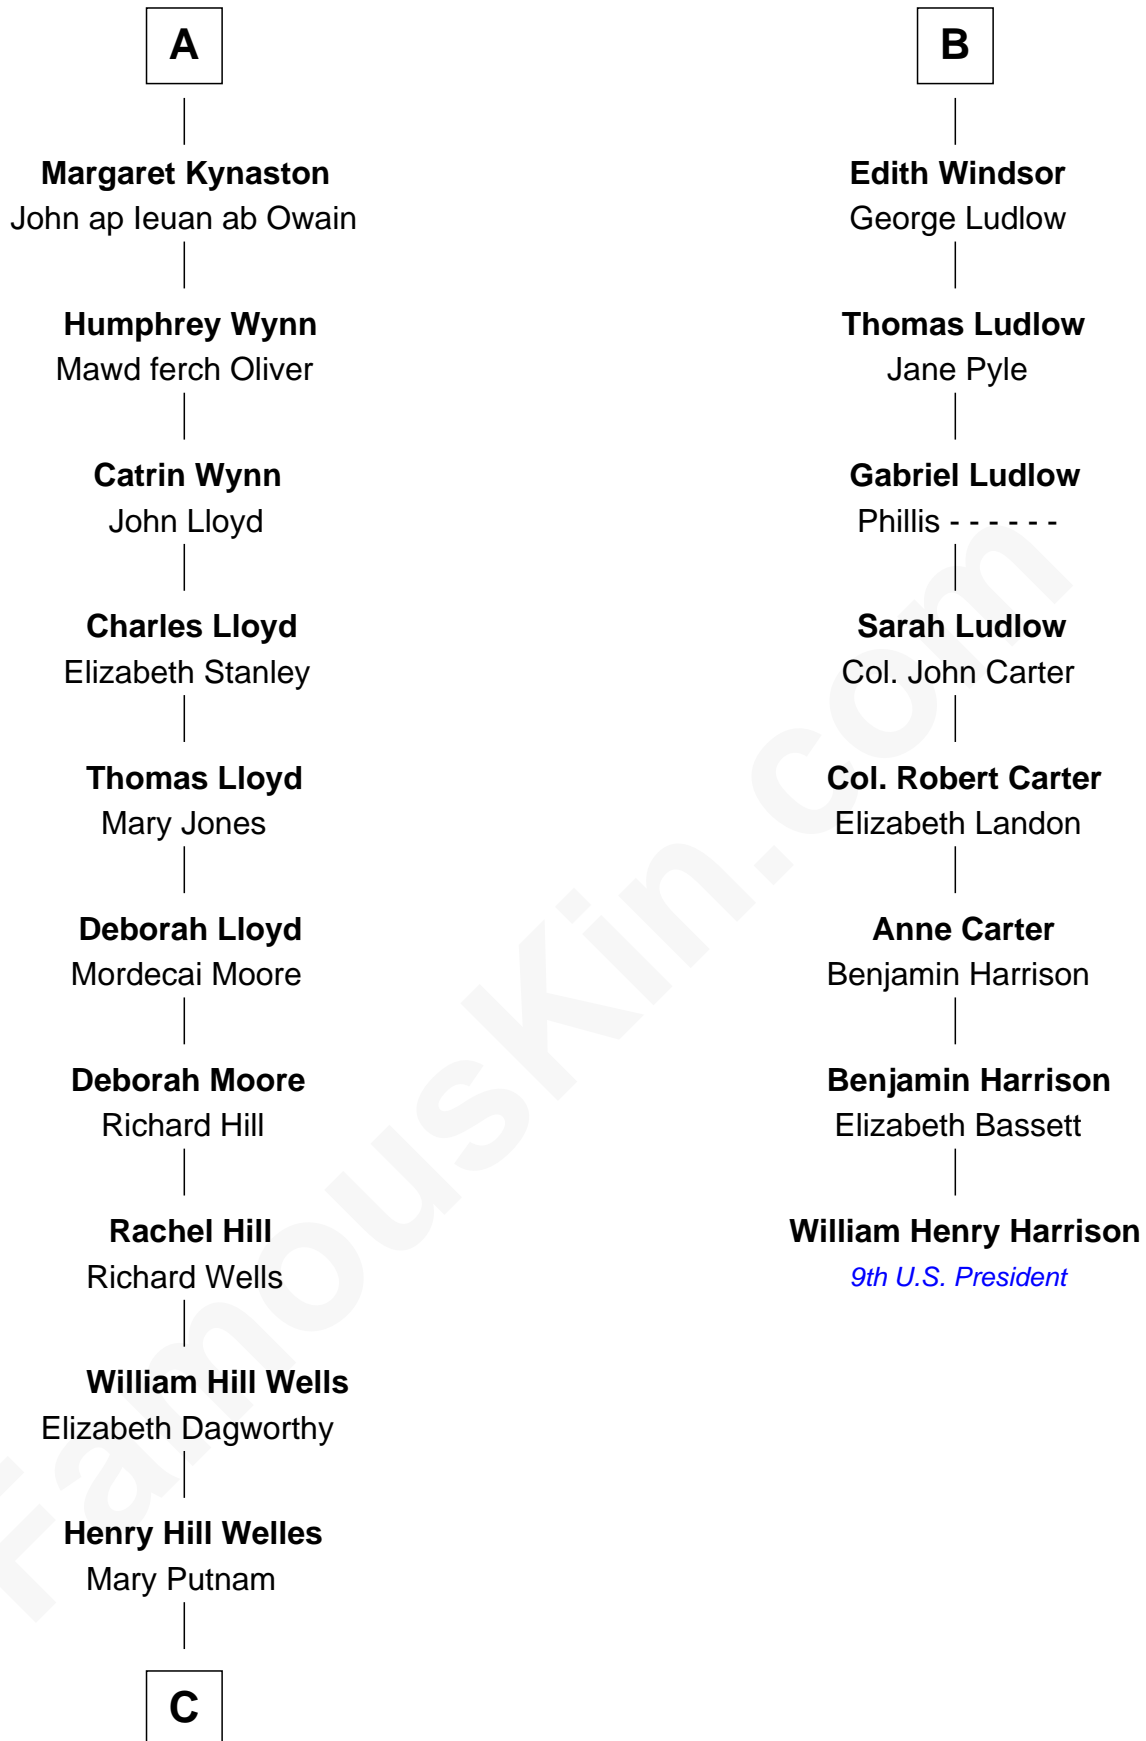 A
Margaret Kynaston
John ap Ieuan ab Owain
Humphrey Wynn
Mawd ferch Oliver
Catrin Wynn
John Lloyd
Charles Lloyd
Elizabeth Stanley
Thomas Lloyd
Mary Jones
Deborah Lloyd
Mordecai Moore
Deborah Moore
Richard Hill
Rachel Hill
Richard Wells
William Hill Wells
Elizabeth Dagworthy
Henry Hill Welles
Mary Putnam
C
B
Edith Windsor
George Ludlow
Thomas Ludlow
Jane Pyle
Gabriel Ludlow
Phillis - - - - - -
Sarah Ludlow
Col. John Carter
Col. Robert Carter
Elizabeth Landon
Anne Carter
Benjamin Harrison
Benjamin Harrison
Elizabeth Bassett
William Henry Harrison
9th U.S. President
FamousKin.com